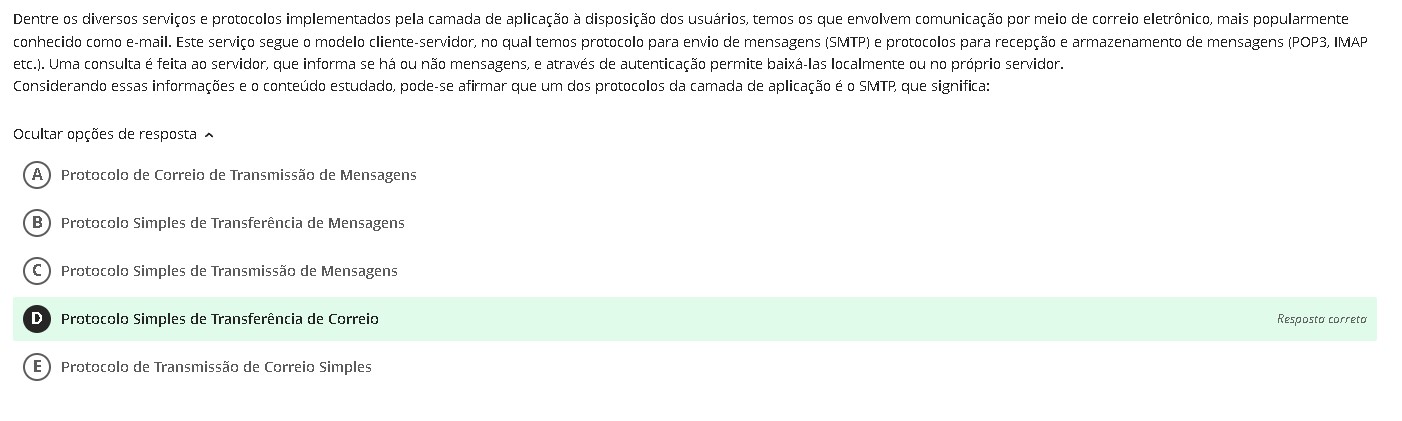 Dentre os diversos serviços e protocolos implementados pela camada de aplicação à disposição dos usuários, temos os que envolvem comunicação por meio de correio eletrônico, mais popularmente
conhecido como e-mail. Este serviço segue o modelo cliente-servidor, no qual temos protocolo para envio de mensagens (SMTP) e protocolos para recepção e armazenamento de mensagens (POP3, IMAP
etc.). Uma consulta é feita ao servidor, que informa se há ou não mensagens, e através de autenticação permite baixá-las localmente ou no próprio servidor.
Considerando essas informações e o conteúdo estudado, pode-se afirmar que um dos protocolos da camada de aplicação é o SMTP, que significa:
Ocultar opções de resposta
A Protocolo de Correio de Transmissão de Mensagens
B Protocolo Simples de Transferência de Mensagens
C Protocolo Simples de Transmissão de Mensagens
D Protocolo Simples de Transferência de Correio Resposta correta
E Protocolo de Transmissão de Correio Simples